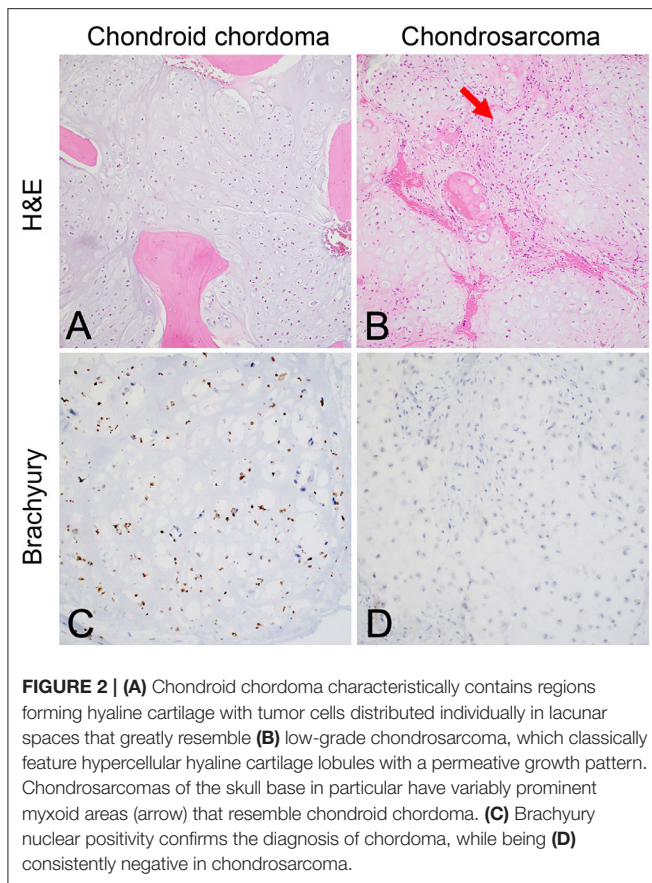 Chondroid chordoma
Chondrosarcoma
H&E
A
B
Brachyury
C
D
FIGURE 2 | (A) Chondroid chordoma characteristically contains regions
forming hyaline cartilage with tumor cells distributed individually in lacunar
spaces that greatly resemble (B) low-grade chondrosarcoma, which classically
feature hypercellular hyaline cartilage lobules with a permeative growth pattern.
Chondrosarcomas of the skull base in particular have variably prominent
myxoid areas (arrow) that resemble chondroid chordoma. (C) Brachyury
nuclear positivity confirms the diagnosis of chordoma, while being (D)
consistently negative in chondrosarcoma.